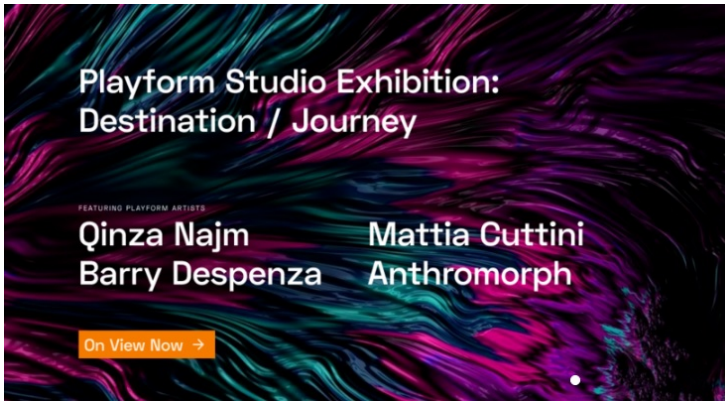 Playform Studio Exhibition:
Destination / Journey
FEATURING PLAYFORM ARTISTS
Qinza Najm
Barry Despenza
Mattia Cuttini
Anthromorph
On View Now →